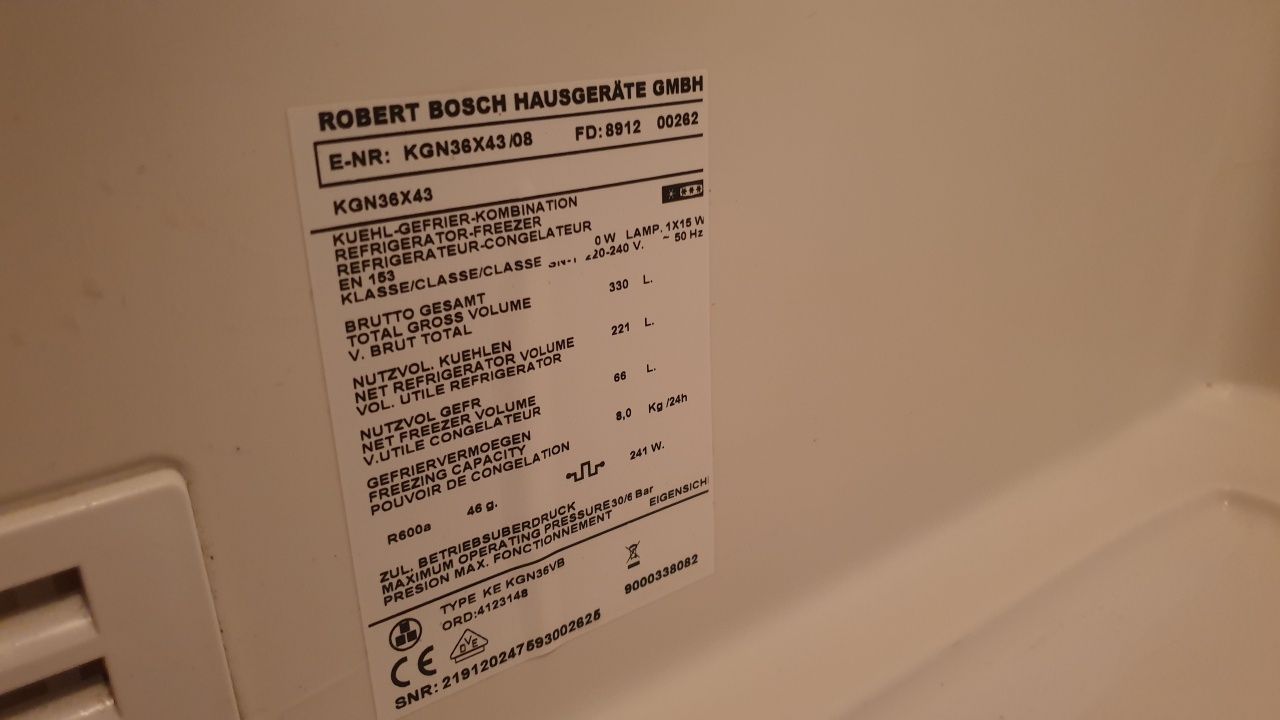 ROBERT BOSCH HAUSGERÄTE GMBH
E-NR: KGN36X43/08 FD: 8912 00262
KGN36X43
KUEHL-GEFRIER-KOMBINATION
REFRIGERATOR-FREEZER
REFRIGERATEUR-CONGELATEUR
EN 153 0 W LAMP. 1X15 W
KLASSE/CLASSE/CLASSE 220-240 V. ~ 50 Hz
BRUTTO GESAMT
TOTAL GROSS VOLUME 330 L.
V. BRUT TOTAL
NUTZVOL. KUEHLEN
NET REFRIGERATOR VOLUME 221 L.
VOL. UTILE REFRIGERATOR
NUTZVOL GEFR
NET FREEZER VOLUME 66 L.
V.UTILE CONGELATEUR
GEFRIERVERMOEGEN
FREEZING CAPACITY 8,0 Kg /24h
POUVOIR DE CONGELATION
R600a 46 g. 241 W.
ZUL. BETRIEBSUBERDRUCK
MAXIMUM OPERATING PRESSURE 30/6 Bar
PRESION MAX. FONCTIONNEMENT EIGENSICH
TYPE KE KGN36VB
ORD:4123148 9000338082
DVE
CE
SNR: 219120247593002625